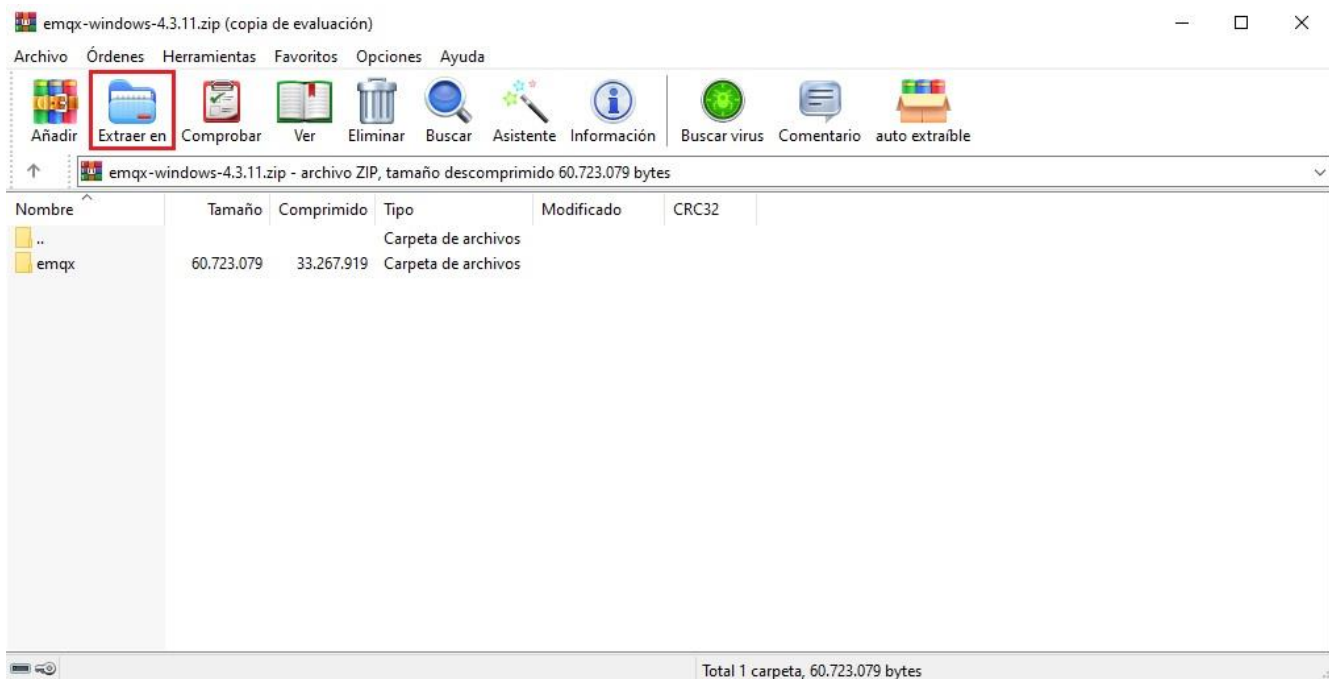 emqx-windows-4.3.11.zip (copia de evaluación)
Archivo Órdenes Herramientas Favoritos Opciones Ayuda
Añadir Extraer en Comprobar Ver Eliminar Buscar Asistente Información Buscar virus Comentario auto extraíble
emqx-windows-4.3.11.zip - archivo ZIP, tamaño descomprimido 60.723.079 bytes
Nombre Tamaño Comprimido Tipo Modificado CRC32
.. Carpeta de archivos
emqx 60.723.079 33.267.919 Carpeta de archivos
Total 1 carpeta, 60.723.079 bytes